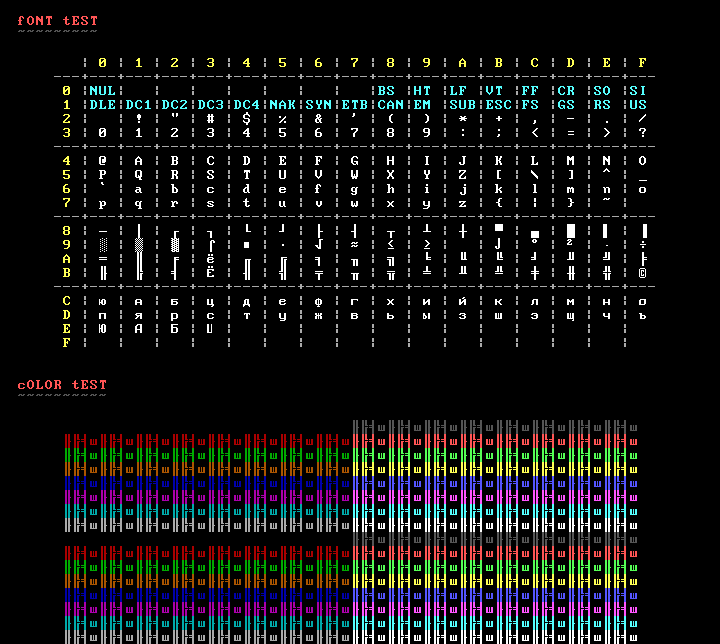 fONT tEST
~~~~~~~~~
0 1 2 3 4 5 6 7 8 9 A B C D E F
0 NUL BS HT LF VT FF CR SO SI
1 DLE DC1 DC2 DC3 DC4 NAK SYN ETB CAN EM SUB ESC FS GS RS US
2 ! " # $ % & ' ( ) * + , - . /
3 0 1 2 3 4 5 6 7 8 9 : ; < = > ?
4 @ A B C D E F G H I J K L M N O
5 P Q R S T U V W X Y Z [ \ ] ^ _
6 ` a b c d e f g h i j k l m n o
7 p q r s t u v w x y z { | } ~
8 ─ │ ┌ ┐ └ ┘ ├ ┤ ┬ ┴ ┼ ▀ ▄ █ ▌ ▐
9 ░ ▒ ▓ ⌠ ■ ∙ √ ≈ ≤ ≥ ⌡ ° ² · ÷
A ═ ║ ╒ ё ╓ ╔ ╕ ╖ ╗ ╘ ╙ ╚ ╛ ╜ ╝ ╞
B ╟ ╠ ╡ Ё ╢ ╣ ╤ ╥ ╦ ╧ ╨ ╩ ╪ ╫ ╬ ©
C ю а б ц д е ф г х и й к л м н о
D п я р с т у ж в ь ы з ш э щ ч ъ
E Ю А Б Ц
F
cOLOR tEST
~~~~~~~~~~